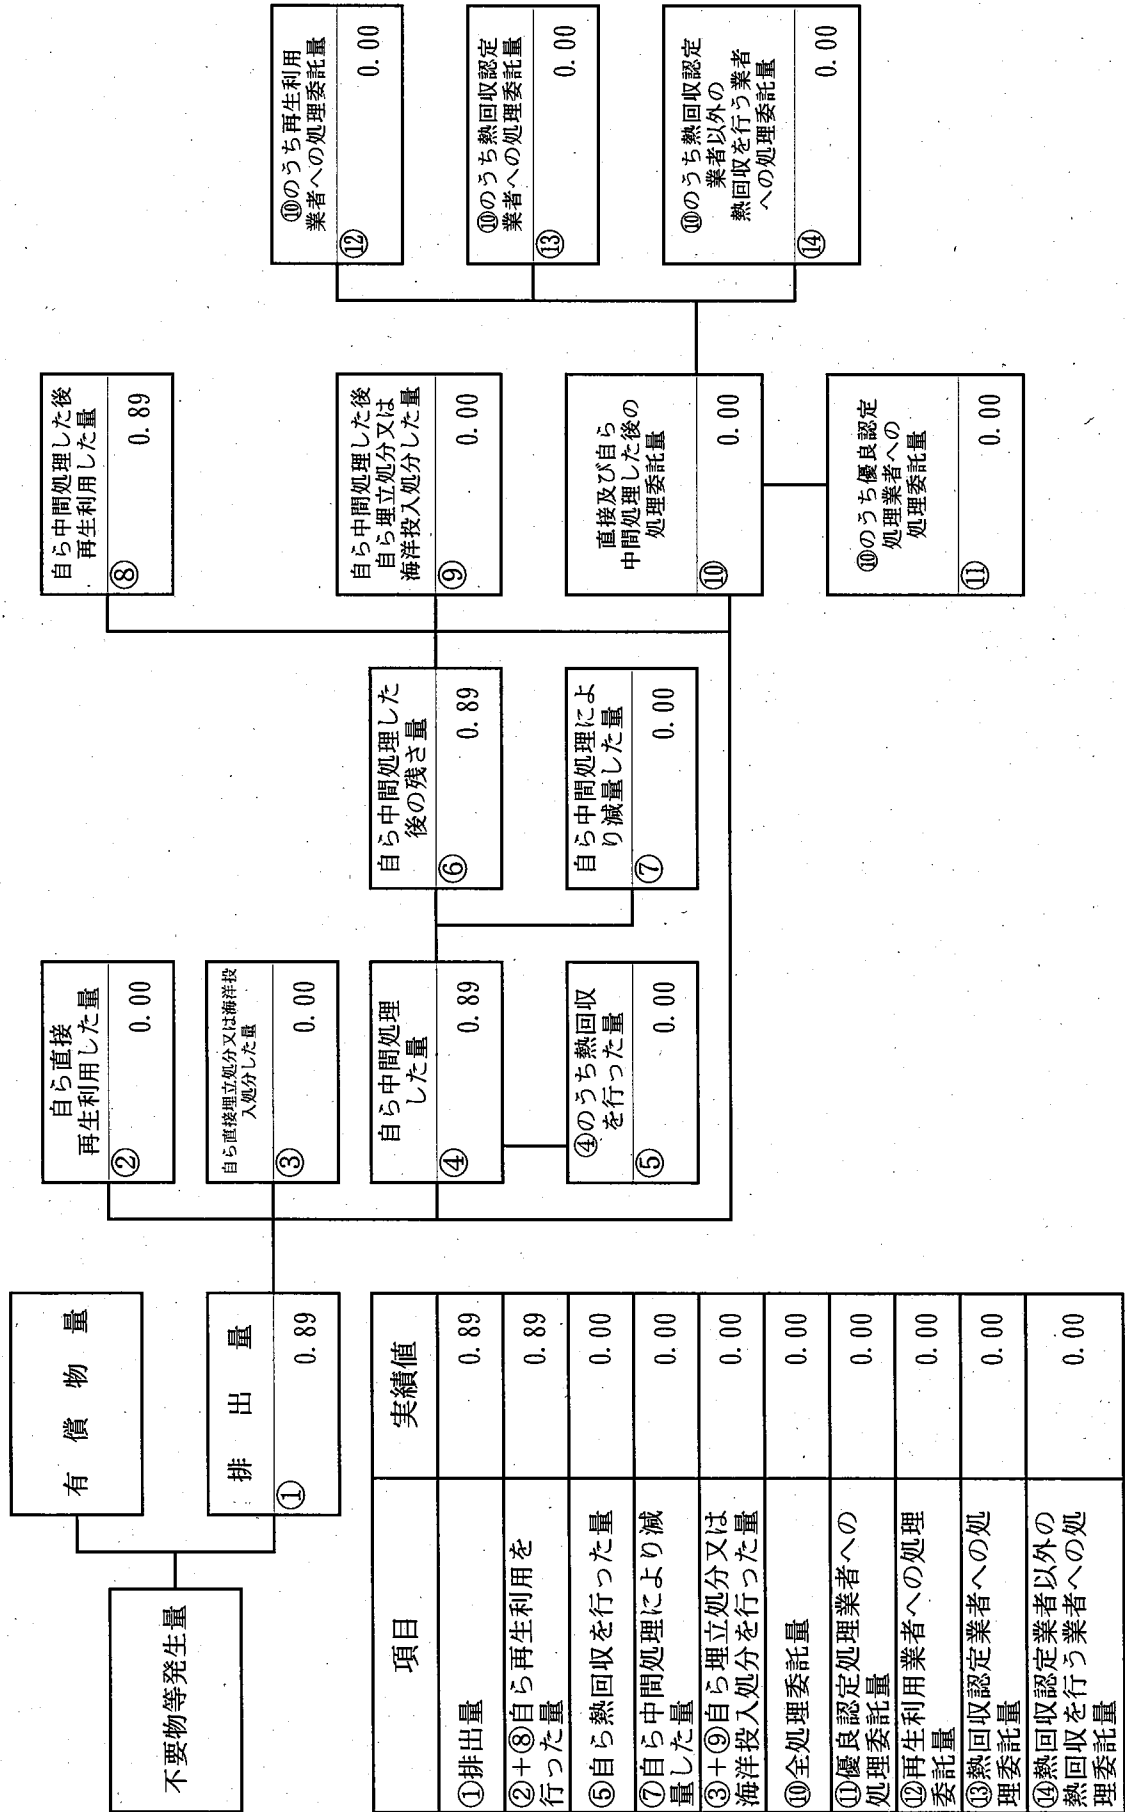 不要物等発生量
有償物量
排出量
①
0.89
自ら直接
再生利用した量
②
0.00
自ら直接埋立処分又は海洋投
入処分した量
③
0.00
自ら中間処理
した量
④
0.89
④のうち熱回収
を行った量
⑤
0.00
自ら中間処理した
後の残さ量
⑥
0.89
自ら中間処理によ
り減量した量
⑦
0.00
自ら中間処理した後
再生利用した量
⑧
0.89
自ら中間処理した後
自ら埋立処分又は
海洋投入処分した量
⑨
0.00
直接及び自ら
中間処理した後の
処理委託量
⑩
0.00
⑩のうち優良認定
処理業者への
処理委託量
⑪
0.00
⑩のうち再生利用
業者への処理委託量
⑫
0.00
⑩のうち熱回収認定
業者への処理委託量
⑬
0.00
⑩のうち熱回収認定
業者以外の
熱回収を行う業者
への処理委託量
⑭
0.00
項目 実績値
①排出量 0.89
②+⑧自ら再生利用を
行った量 0.89
⑤自ら熱回収を行った量 0.00
⑦自ら中間処理により減
量した量 0.00
③+⑨自ら埋立処分又は
海洋投入処分を行った量 0.00
⑩全処理委託量 0.00
⑪優良認定処理業者への
処理委託量 0.00
⑫再生利用業者への処理
委託量 0.00
⑬熱回収認定業者への処
理委託量 0.00
⑭熱回収認定業者以外の
熱回収を行う業者への処
理委託量 0.00